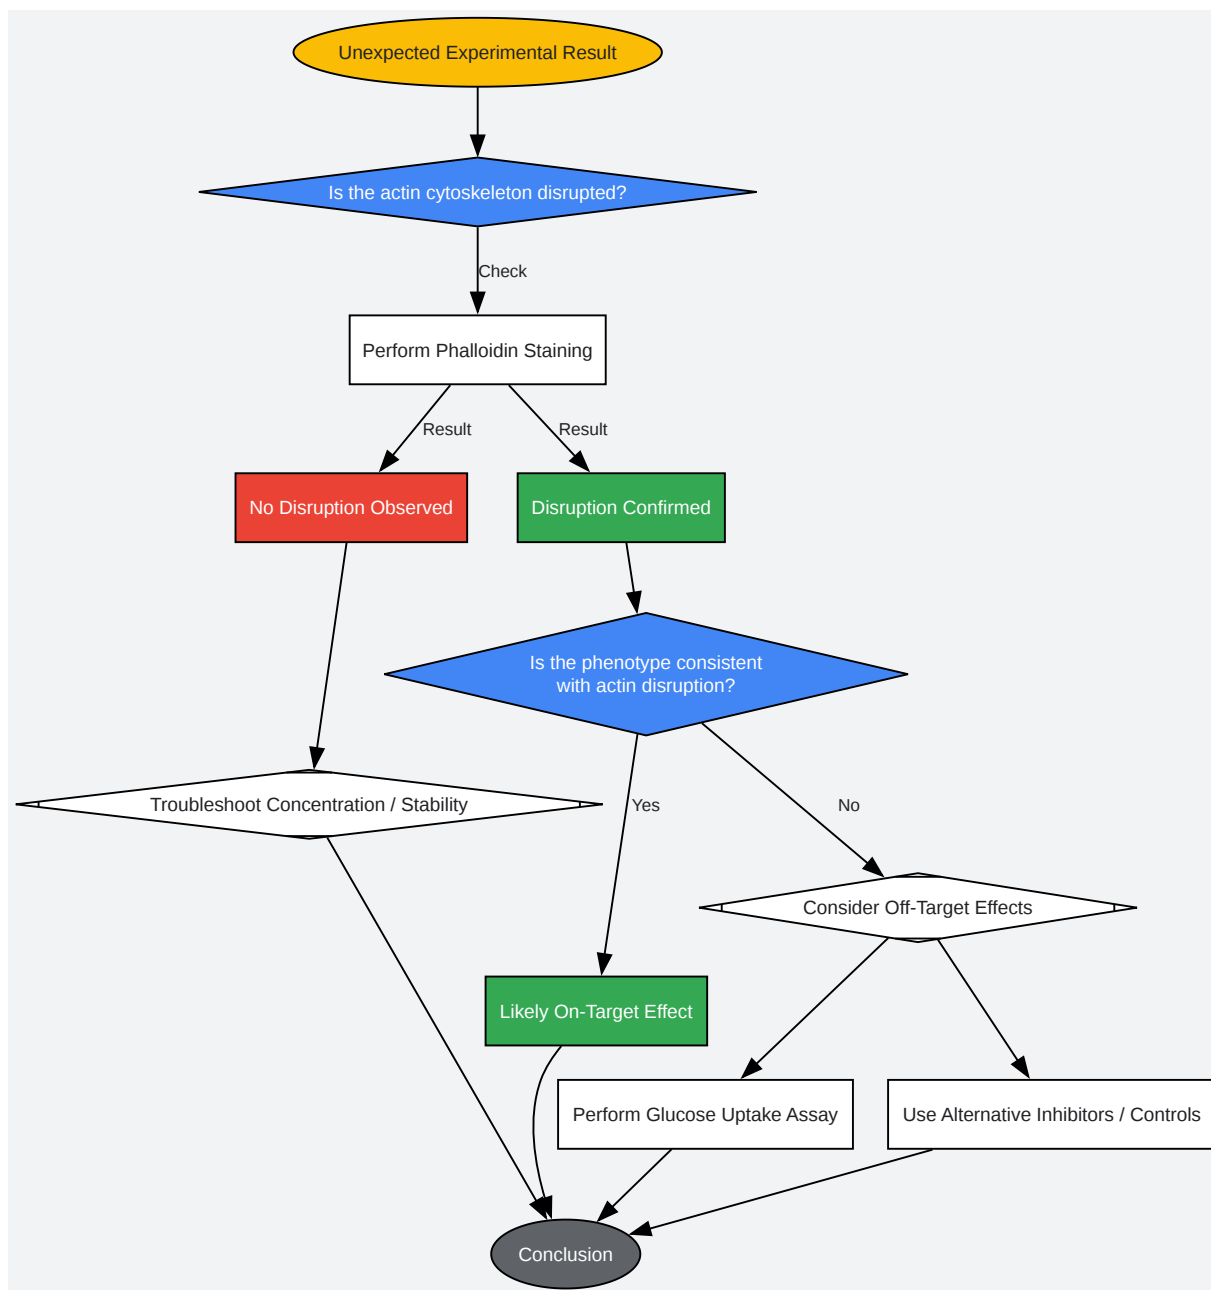 Unexpected Experimental Result
Is the actin cytoskeleton disrupted?
Check
Perform Phalloidin Staining
Result
Result
No Disruption Observed
Disruption Confirmed
Is the phenotype consistent
with actin disruption?
Troubleshoot Concentration / Stability
Yes
No
Consider Off-Target Effects
Likely On-Target Effect
Perform Glucose Uptake Assay
Use Alternative Inhibitors / Controls
Conclusion